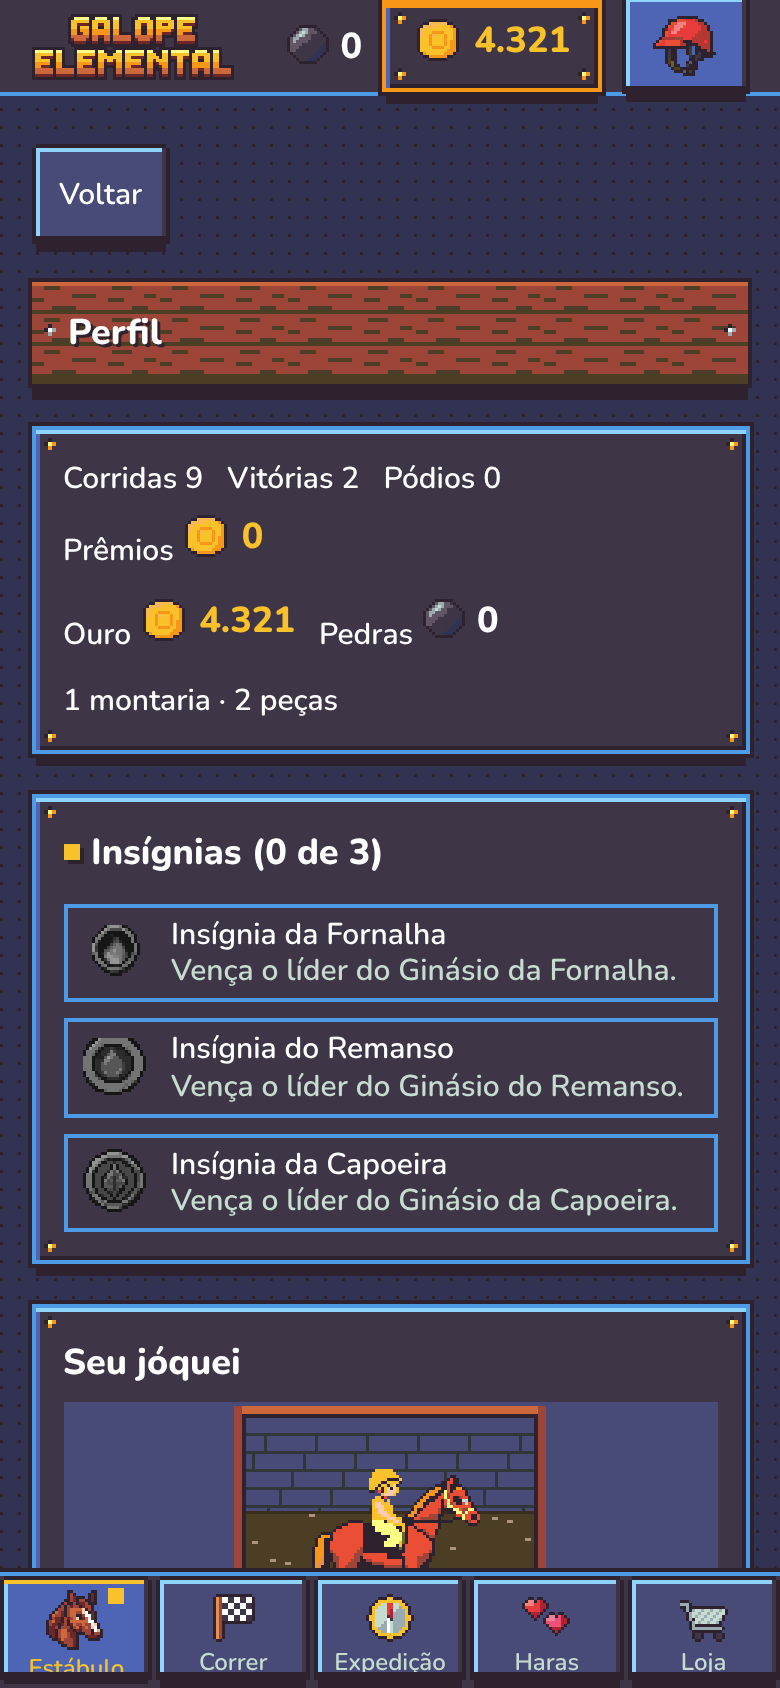 GALOPE
ELEMENTAL
0
4.321
Voltar
Perfil
Corridas 9 Vitórias 2 Pódios 0
Prêmios 0
Ouro 4.321 Pedras 0
1 montaria · 2 peças
Insígnias (0 de 3)
Insígnia da Fornalha
Vença o líder do Ginásio da Fornalha.
Insígnia do Remanso
Vença o líder do Ginásio do Remanso.
Insígnia da Capoeira
Vença o líder do Ginásio da Capoeira.
Seu jóquei
Estábulo Correr Expedição Haras Loja